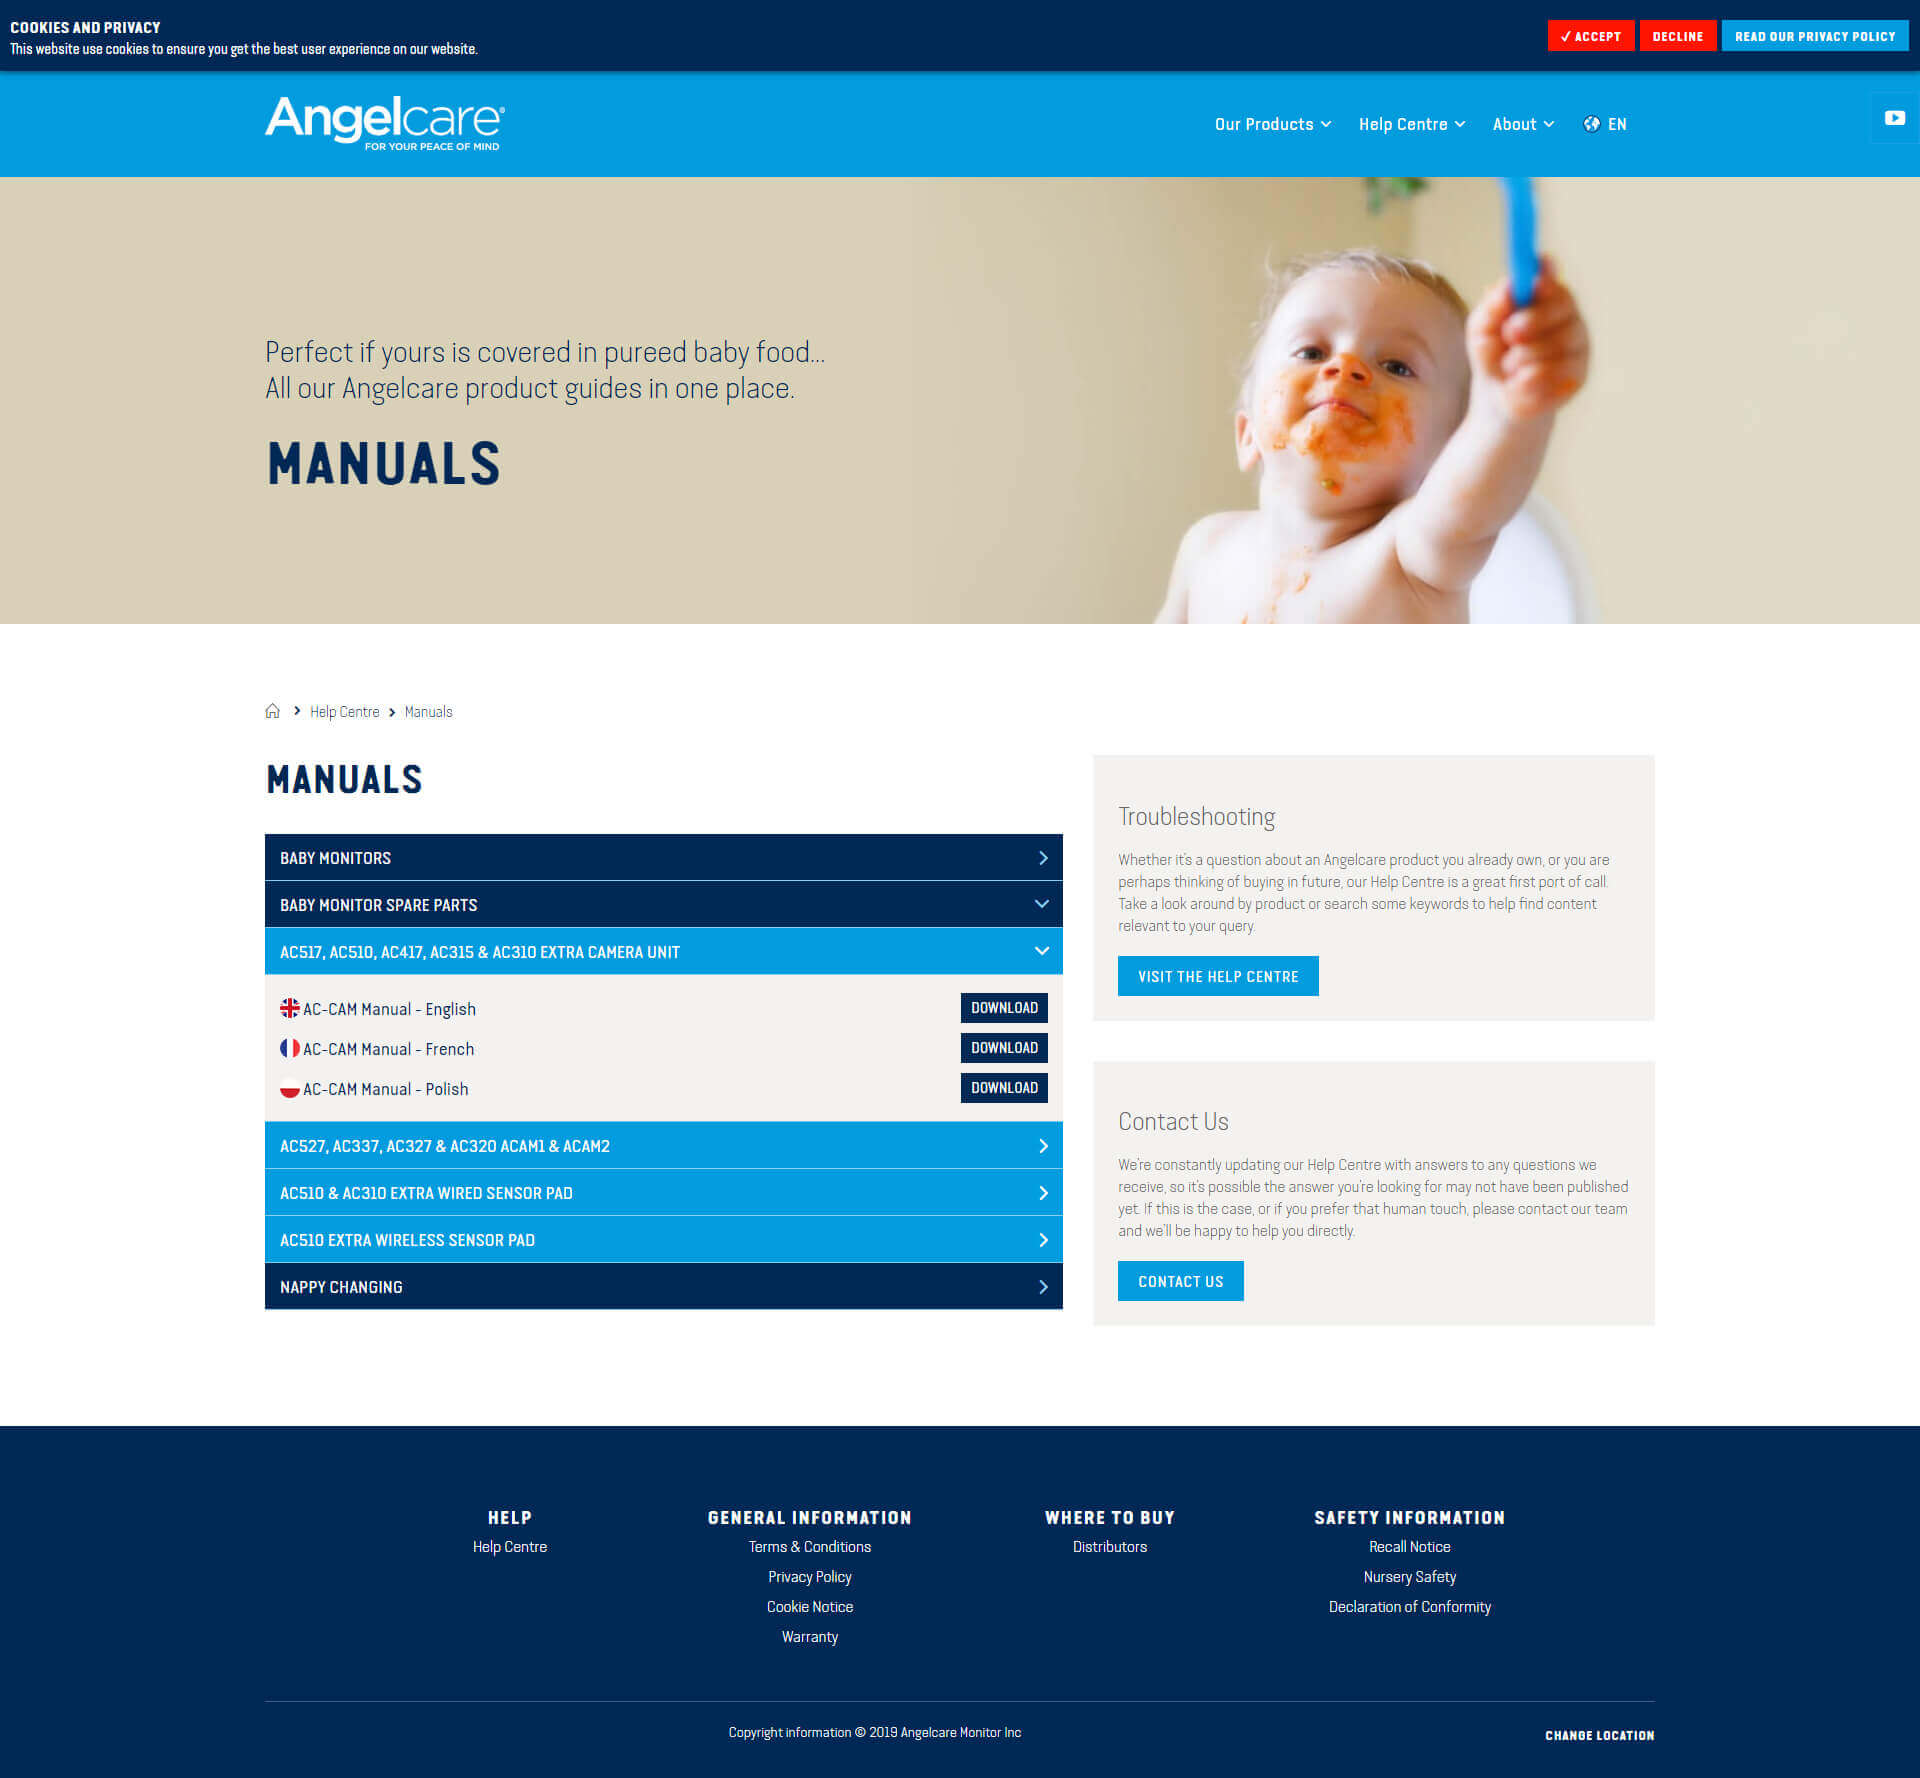 COOKIES AND PRIVACY
This website use cookies to ensure you get the best user experience on our website.
✓ ACCEPT
DECLINE
READ OUR PRIVACY POLICY
Angelcare®
FOR YOUR PEACE OF MIND
Our Products
Help Centre
About
EN
Perfect if yours is covered in pureed baby food...
All our Angelcare product guides in one place.
MANUALS
Help Centre
Manuals
MANUALS
BABY MONITORS
BABY MONITOR SPARE PARTS
AC517, AC510, AC417, AC315 & AC310 EXTRA CAMERA UNIT
AC-CAM Manual - English
DOWNLOAD
AC-CAM Manual - French
DOWNLOAD
AC-CAM Manual - Polish
DOWNLOAD
AC527, AC337, AC327 & AC320 ACAM1 & ACAM2
AC510 & AC310 EXTRA WIRED SENSOR PAD
AC510 EXTRA WIRELESS SENSOR PAD
NAPPY CHANGING
Troubleshooting
Whether it's a question about an Angelcare product you already own, or you are
perhaps thinking of buying in future, our Help Centre is a great first port of call.
Take a look around by product or search some keywords to help find content
relevant to your query.
VISIT THE HELP CENTRE
Contact Us
We're constantly updating our Help Centre with answers to any questions we
receive, so it's possible the answer you're looking for may not have been published
yet. If this is the case, or if you prefer that human touch, please contact our team
and we'll be happy to help you directly.
CONTACT US
HELP
Help Centre
GENERAL INFORMATION
Terms & Conditions
Privacy Policy
Cookie Notice
Warranty
WHERE TO BUY
Distributors
SAFETY INFORMATION
Recall Notice
Nursery Safety
Declaration of Conformity
Copyright information © 2019 Angelcare Monitor Inc
CHANGE LOCATION